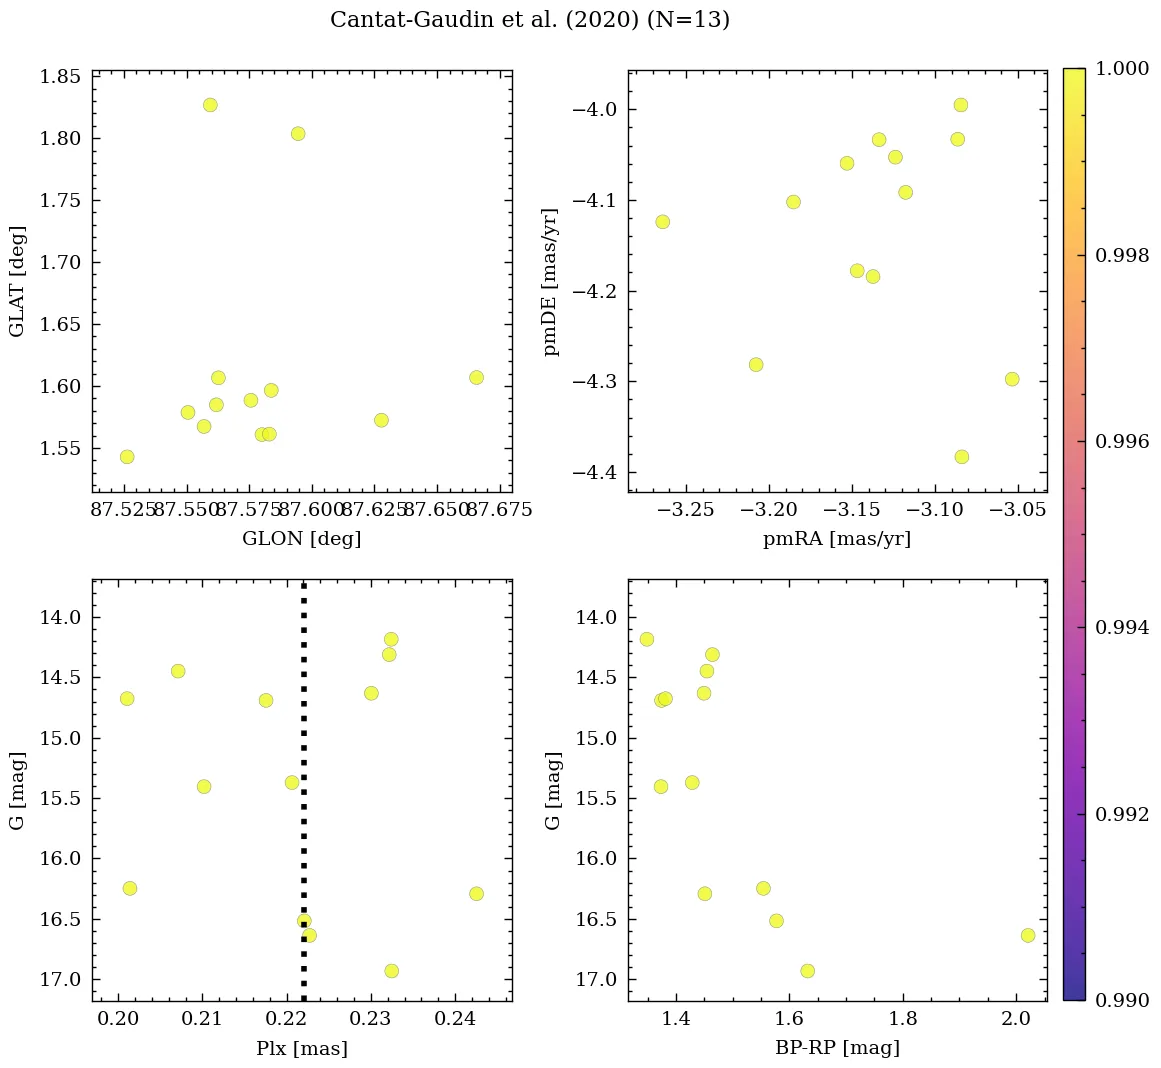 Cantat-Gaudin et al. (2020) (N=13)
1.85
1.80
1.75
1.70
1.65
1.60
1.55
GLAT [deg]
87.525 87.550 87.575 87.600 87.625 87.650 87.675
GLON [deg]
−4.0
−4.1
−4.2
−4.3
−4.4
pmDE [mas/yr]
−3.25 −3.20 −3.15 −3.10 −3.05
pmRA [mas/yr]
14.0
14.5
15.0
15.5
16.0
16.5
17.0
G [mag]
0.20 0.21 0.22 0.23 0.24
Plx [mas]
14.0
14.5
15.0
15.5
16.0
16.5
17.0
G [mag]
1.4 1.6 1.8 2.0
BP-RP [mag]
1.000
0.998
0.996
0.994
0.992
0.990